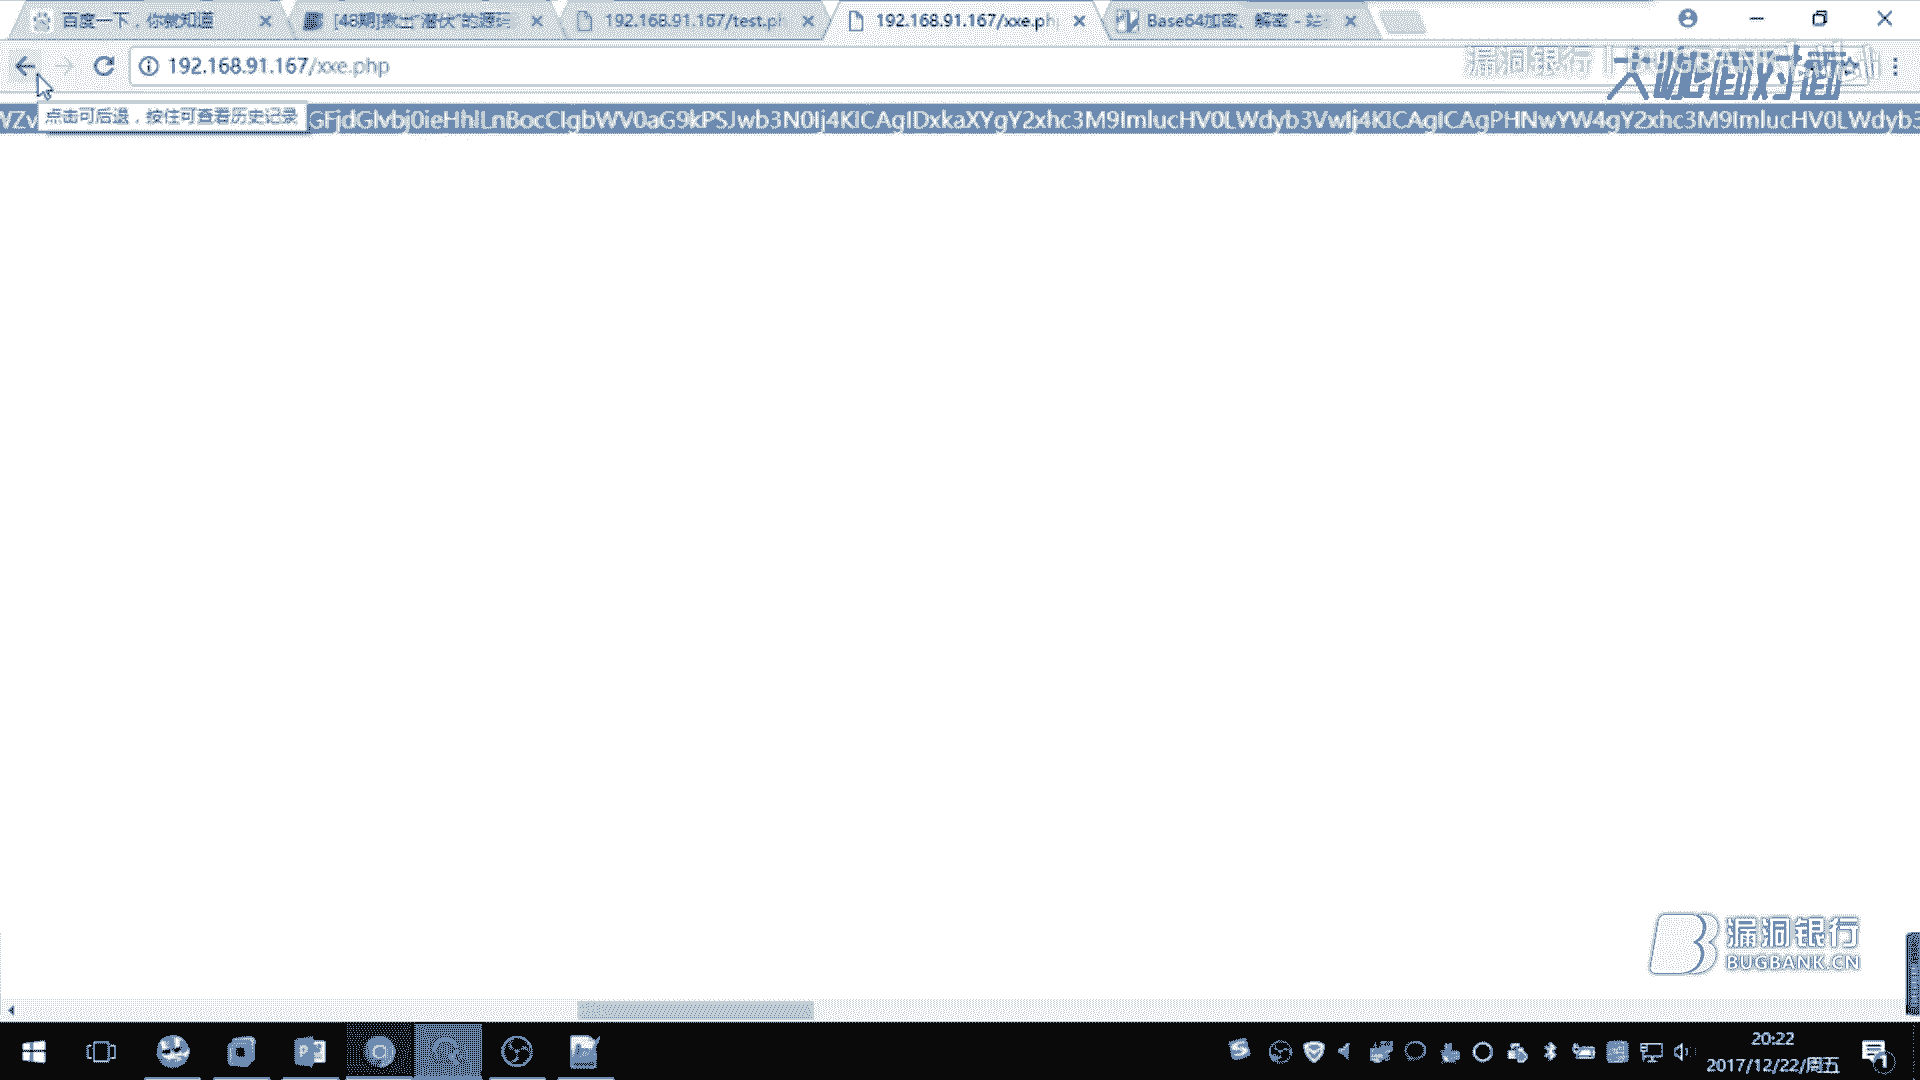 百度一下，你就知道
[48期]揪出“潜伏”的源码
192.168.91.167/test.ph
192.168.91.167/xxe.ph
Base64加密、解密 - 站
192.168.91.167/xxe.php
漏洞银行 | BUGBANK
大咖面对面
点击可后退，按住可查看历史记录
GFjdGlvbj0ieHhlLnBocCIgbWV0aG9kPSJwb3N0Ij4KICAgIDxkaXYgY2xhc3M9ImlucHV0LWdyb3VwIj4KICAgICAgPHNwYW4gY2xhc3M9ImlucHV0LWdyb3
漏洞银行
BUGBANK.CN
20:22
2017/12/22/周五
1